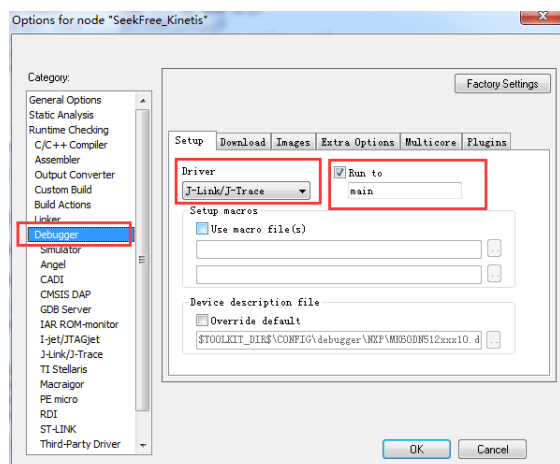 Options for node "SeekFree_Kinetis"
Category:
Factory Settings
General Options
Static Analysis
Runtime Checking
C/C++ Compiler
Assembler
Output Converter
Custom Build
Build Actions
Linker
Debugger
Simulator
Angel
CADI
CMSIS DAP
GDB Server
IAR ROM-monitor
I-jet/JTAGjet
J-Link/J-Trace
TI Stellaris
Macraigor
PE micro
RDI
ST-LINK
Third-Party Driver
Setup Download Images Extra Options Multicore Plugins
Driver
J-Link/J-Trace
Run to
main
Setup macros
Use macro file(s)
Device description file
Override default
$TOOLKIT_DIR$\CONFIG\debugger\NXP\MK60DN512xxx10.d
OK Cancel